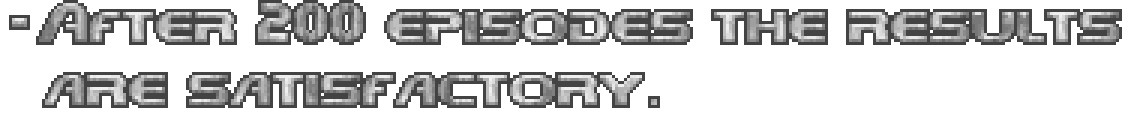 -After 200 episodes the results
are satisfactory.